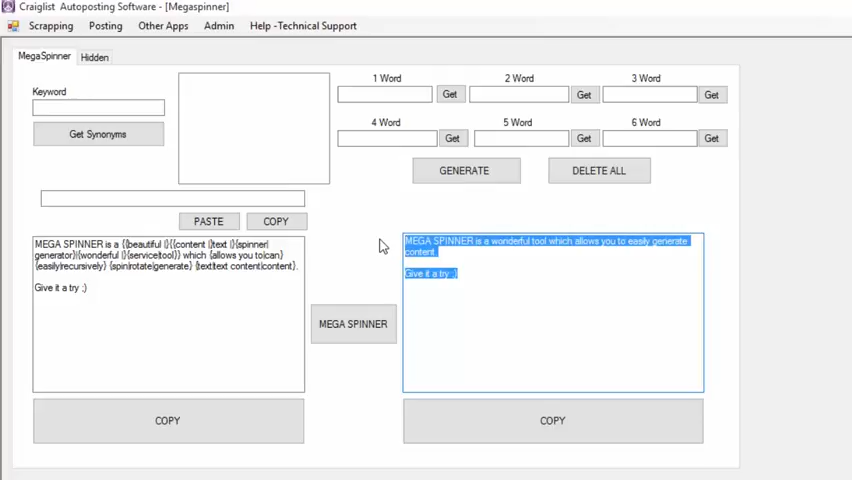 Craiglist Autoposting Software - [Megaspinner]
Scrapping Posting Other Apps Admin Help -Technical Support
MegaSpinner Hidden
Keyword
Get Synonyms
1 Word 2 Word 3 Word
Get Get Get
4 Word 5 Word 6 Word
Get Get Get
GENERATE DELETE ALL
PASTE COPY
MEGA SPINNER is a {{beautiful |}{{content |}text |}{spinner|
generator}|{wonderful |}{service|tool}} which {allows you to|can}
{easily|recursively} {spin|rotate|generate} {text|text content|content}.
Give it a try ;)
MEGA SPINNER
MEGA SPINNER is a wonderful tool which allows you to easily generate
content.
Give it a try ;)
COPY COPY